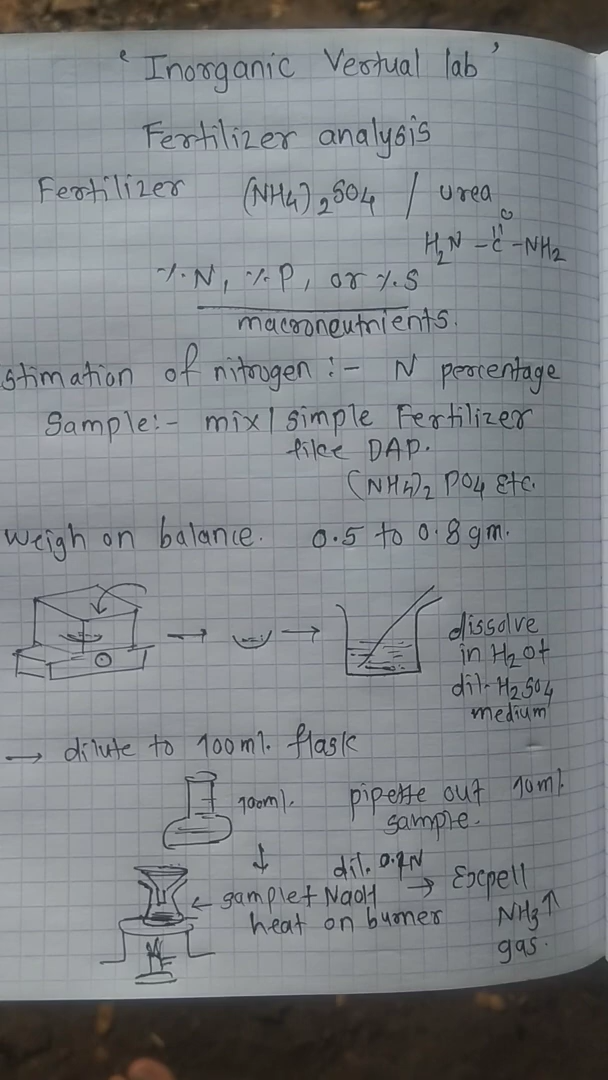 ‘ Inorganic Vertual lab ’
Fertilizer analysis
Fertilizer (NH4)2SO4 / urea
O
H2N - C - NH2
%N, %P, or %S
macroneutrients.
stimation of nitrogen :- N percentage
Sample:- mix / simple Fertilizer
like DAP.
(NH4)2 PO4 Etc.
Weigh on balance. 0.5 to 0.8 gm.
dissolve
in H2O+
dil. H2SO4
medium
→ dilute to 100ml. flask
100ml. pipette out 10ml.
sample.
dil. 0.1N
sample + NaOH → Expell
heat on burner NH3↑
gas.